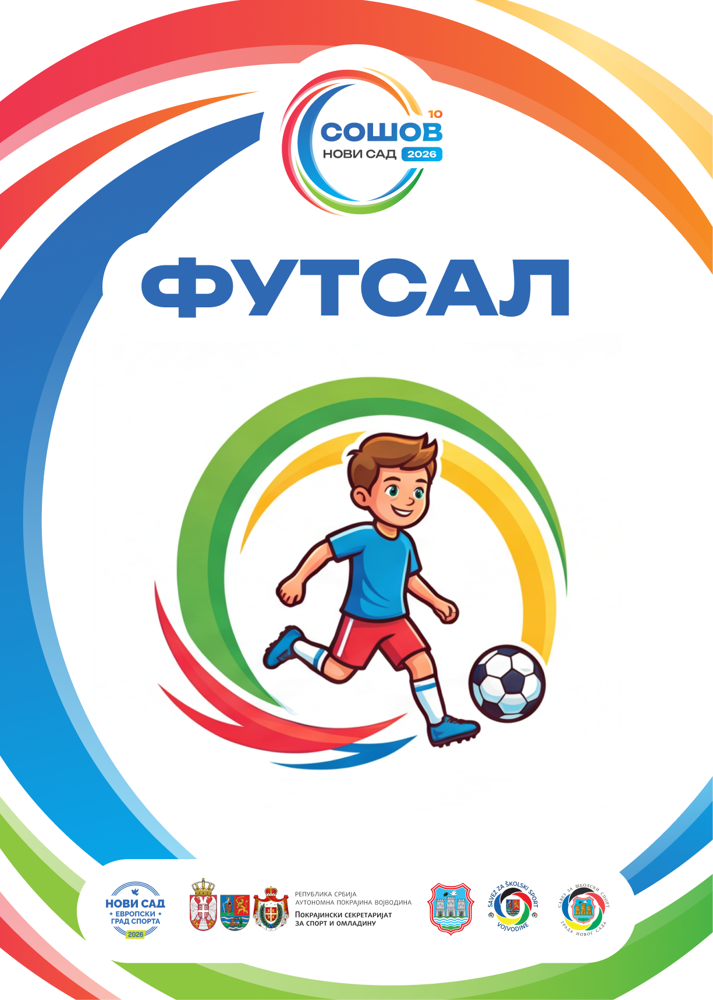 10
СОШОВ
НОВИ САД 2026
ФУТСАЛ
НОВИ САД
ЕВРОПСКИ
ГРАД СПОРТА
2026
РЕПУБЛИКА СРБИЈА
АУТОНОМНА ПОКРАЈИНА ВОЈВОДИНА
ПОКРАЈИНСКИ СЕКРЕТАРИЈАТ
ЗА СПОРТ И ОМЛАДИНУ
SAVEZ ZA ŠKOLSKI SPORT
VOJVODINE
САВЕЗ ЗА ШКОЛСКИ СПОРТ
ГРАДА НОВОГ САДА